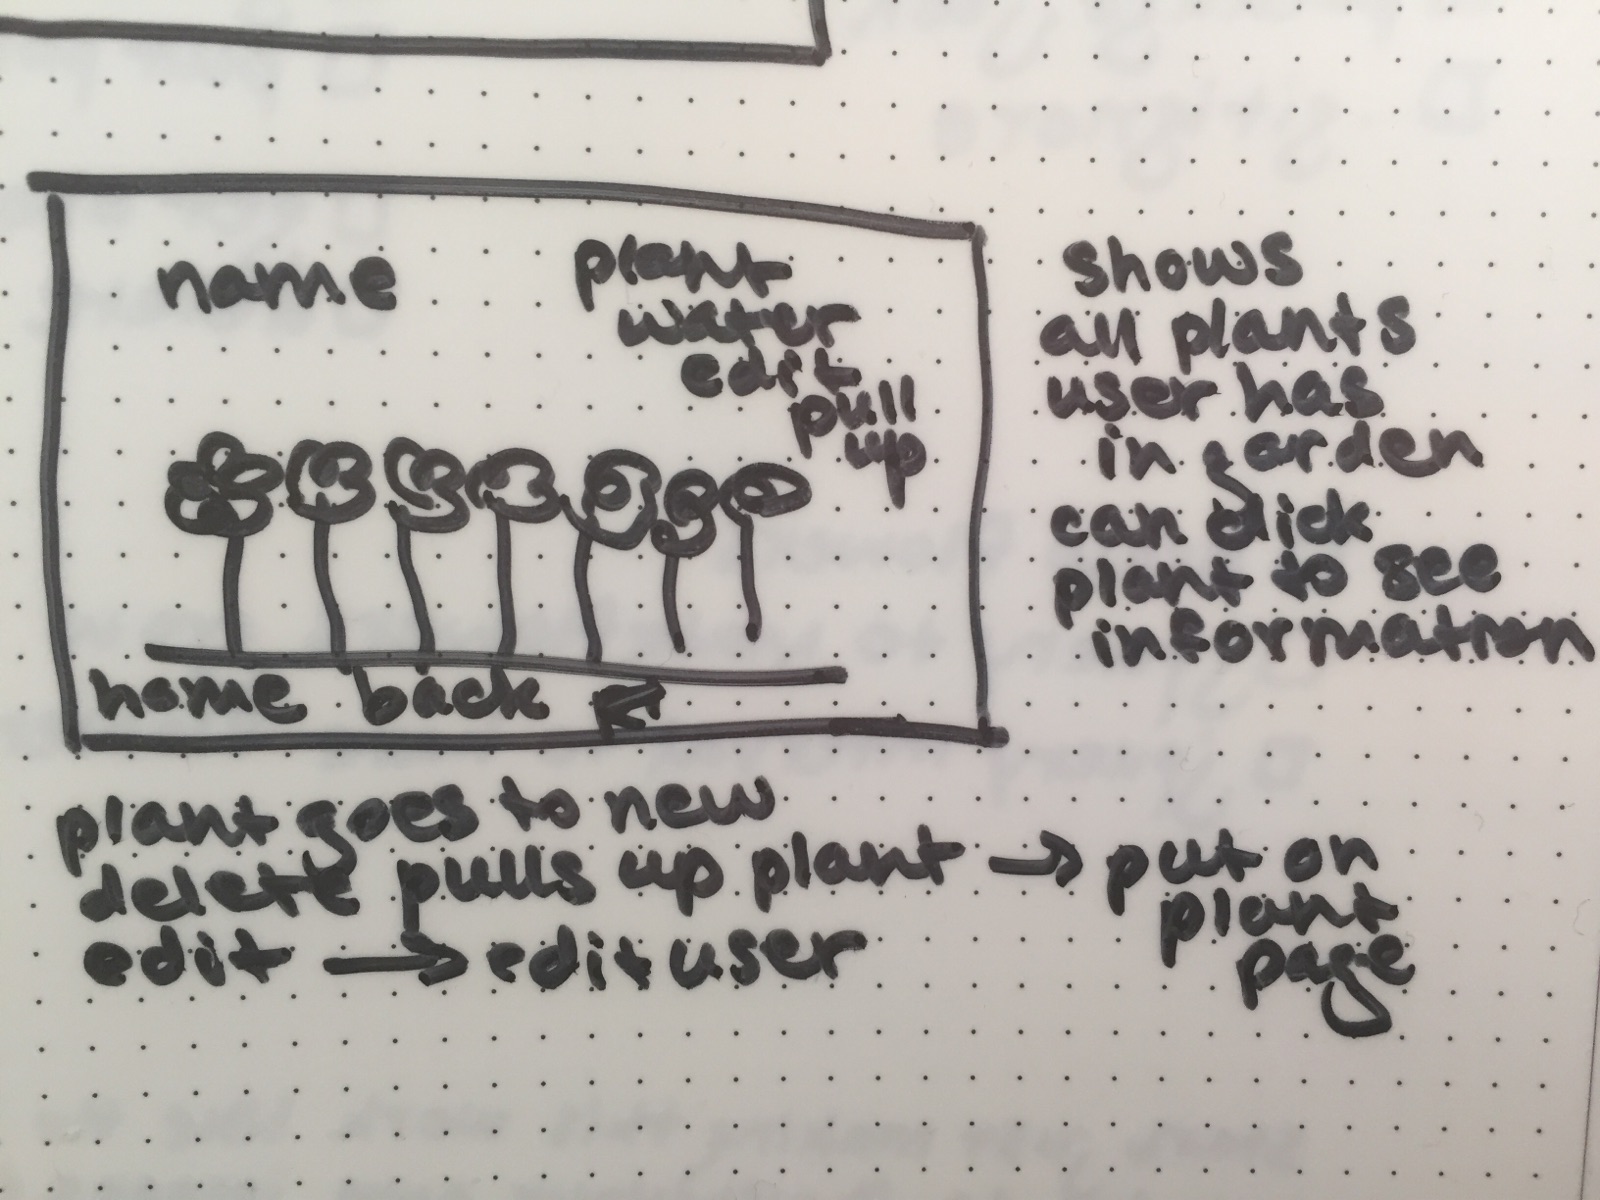 name
plant
water
edit
pull
up
home back
shows
all plants
user has
in garden
can click
plant to see
information
plant goes to new
delete pulls up plant → put on
plant
page
edit → edit user